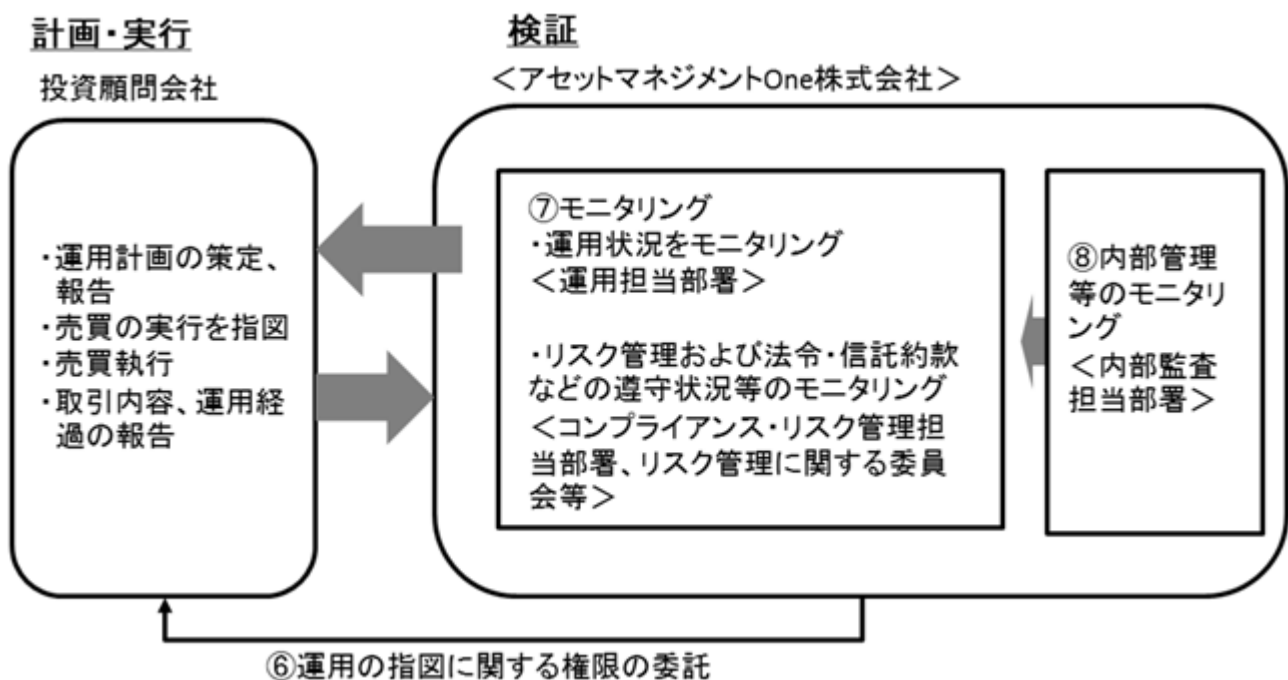 計画・実行
投資顧問会社
・運用計画の策定、
報告
・売買の実行を指図
・売買執行
・取引内容、運用経
過の報告
検証
＜アセットマネジメントOne株式会社＞
⑦モニタリング
・運用状況をモニタリング
＜運用担当部署＞
・リスク管理および法令・信託約款
などの遵守状況等のモニタリング
＜コンプライアンス・リスク管理担
当部署、リスク管理に関する委員
会等＞
⑧内部管理
等のモニタリ
ング
＜内部監査
担当部署＞
⑥運用の指図に関する権限の委託